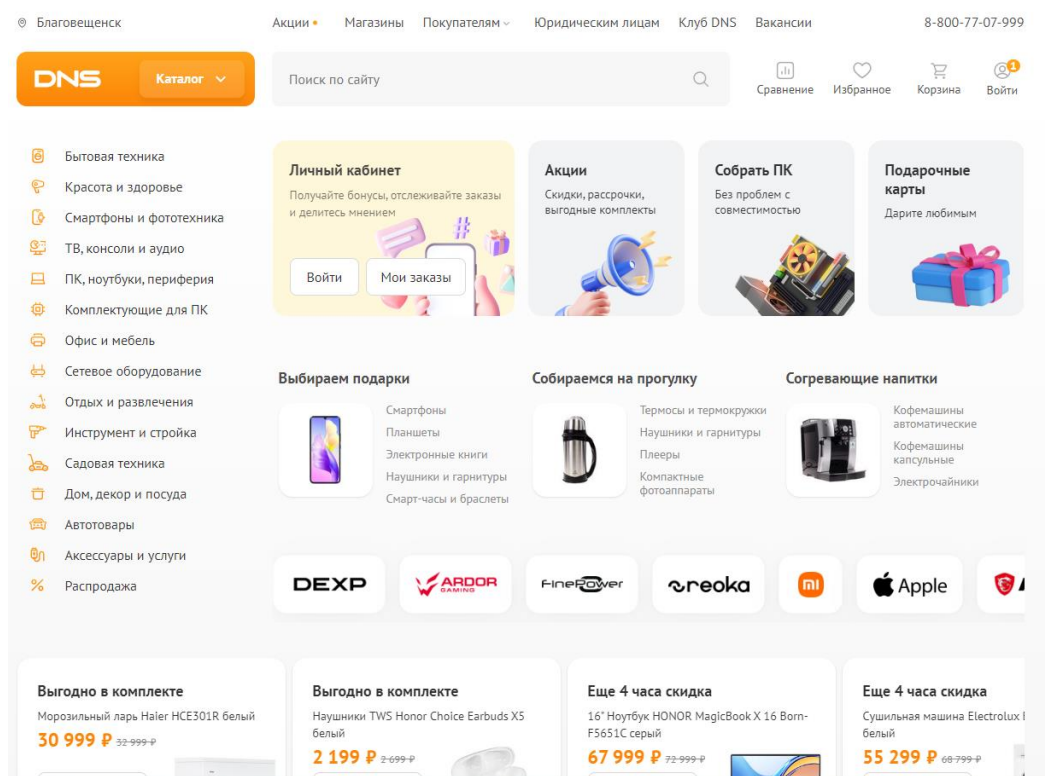 Благовещенск
Акции Магазины Покупателям Юридическим лицам Клуб DNS Вакансии
8-800-77-07-999
DNS
Каталог
Поиск по сайту
Сравнение
Избранное
Корзина
1
Войти
Бытовая техника
Красота и здоровье
Смартфоны и фототехника
ТВ, консоли и аудио
ПК, ноутбуки, периферия
Комплектующие для ПК
Офис и мебель
Сетевое оборудование
Отдых и развлечения
Инструмент и стройка
Садовая техника
Дом, декор и посуда
Автотовары
Аксессуары и услуги
Распродажа
Личный кабинет
Получайте бонусы, отслеживайте заказы
и делитесь мнением
Войти
Мои заказы
Акции
Скидки, рассрочки,
выгодные комплекты
Собрать ПК
Без проблем с
совместимостью
Подарочные
карты
Дарите любимым
Выбираем подарки
Смартфоны
Планшеты
Электронные книги
Наушники и гарнитуры
Смарт-часы и браслеты
Собираемся на прогулку
Термосы и термокружки
Наушники и гарнитуры
Плееры
Компактные
фотоаппараты
Согревающие напитки
Кофемашины
автоматические
Кофемашины
капсульные
Электрочайники
DEXP
ARDOR
GAMING
FinePower
Aceoka
mi
Apple
Выгодно в комплекте
Морозильный ларь Haier HCE301R белый
30 999 ₽ 32 999 ₽
Выгодно в комплекте
Наушники TWS Honor Choice Earbuds X5
белый
2 199 ₽ 2 699 ₽
Еще 4 часа скидка
16" Ноутбук HONOR MagicBook X 16 Born-
F5651C серый
67 999 ₽ 72 999 ₽
Еще 4 часа скидка
Сушильная машина Electrolux
белый
55 299 ₽ 68 799 ₽